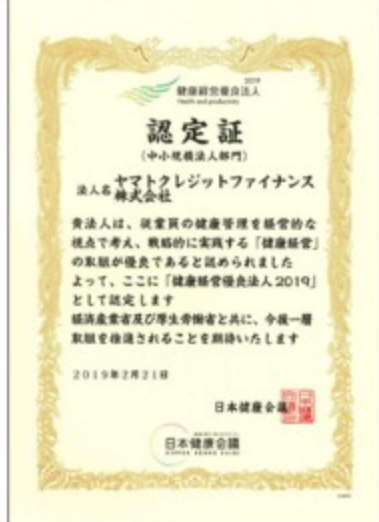 2019
健康経営優良法人
Health and productivity
認定証
(中小規模法人部門)
法人名 ヤマトクレジットファイナンス
株式会社
貴法人は、従業員の健康管理を経営的な
視点で考え、戦略的に実践する「健康経営」
の取組が優良であると認められました
よって、ここに「健康経営優良法人2019」
として認定します
経済産業省及び厚生労働省と共に、今後一層
取組を推進されることを期待いたします
2019年2月21日
日本健康会議
日本健康会議